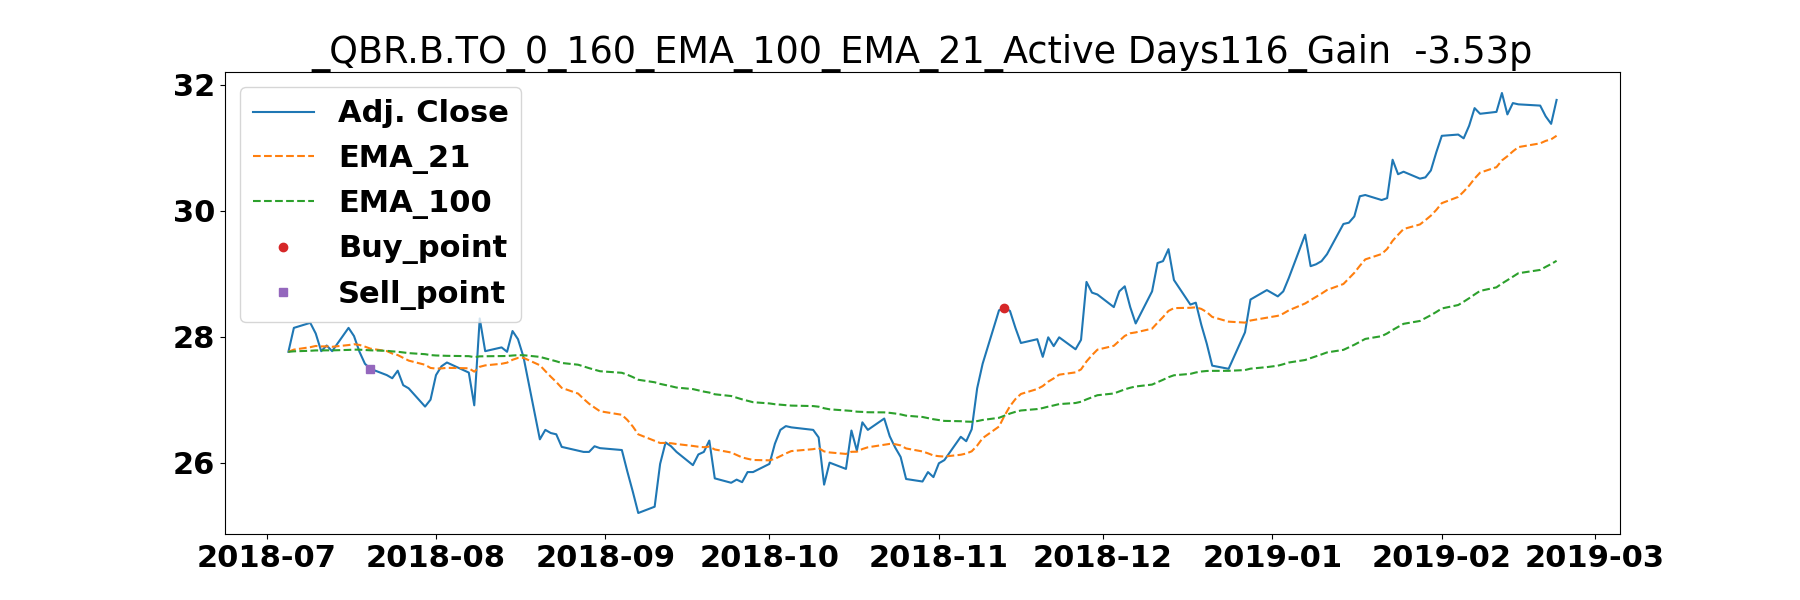 _QBR.B.TO_0_160_EMA_100_EMA_21_Active Days116_Gain  -3.53p
32
30
28
26
Adj. Close
EMA_21
EMA_100
Buy_point
Sell_point
2018-07 2018-08 2018-09 2018-10 2018-11 2018-12 2019-01 2019-02 2019-03